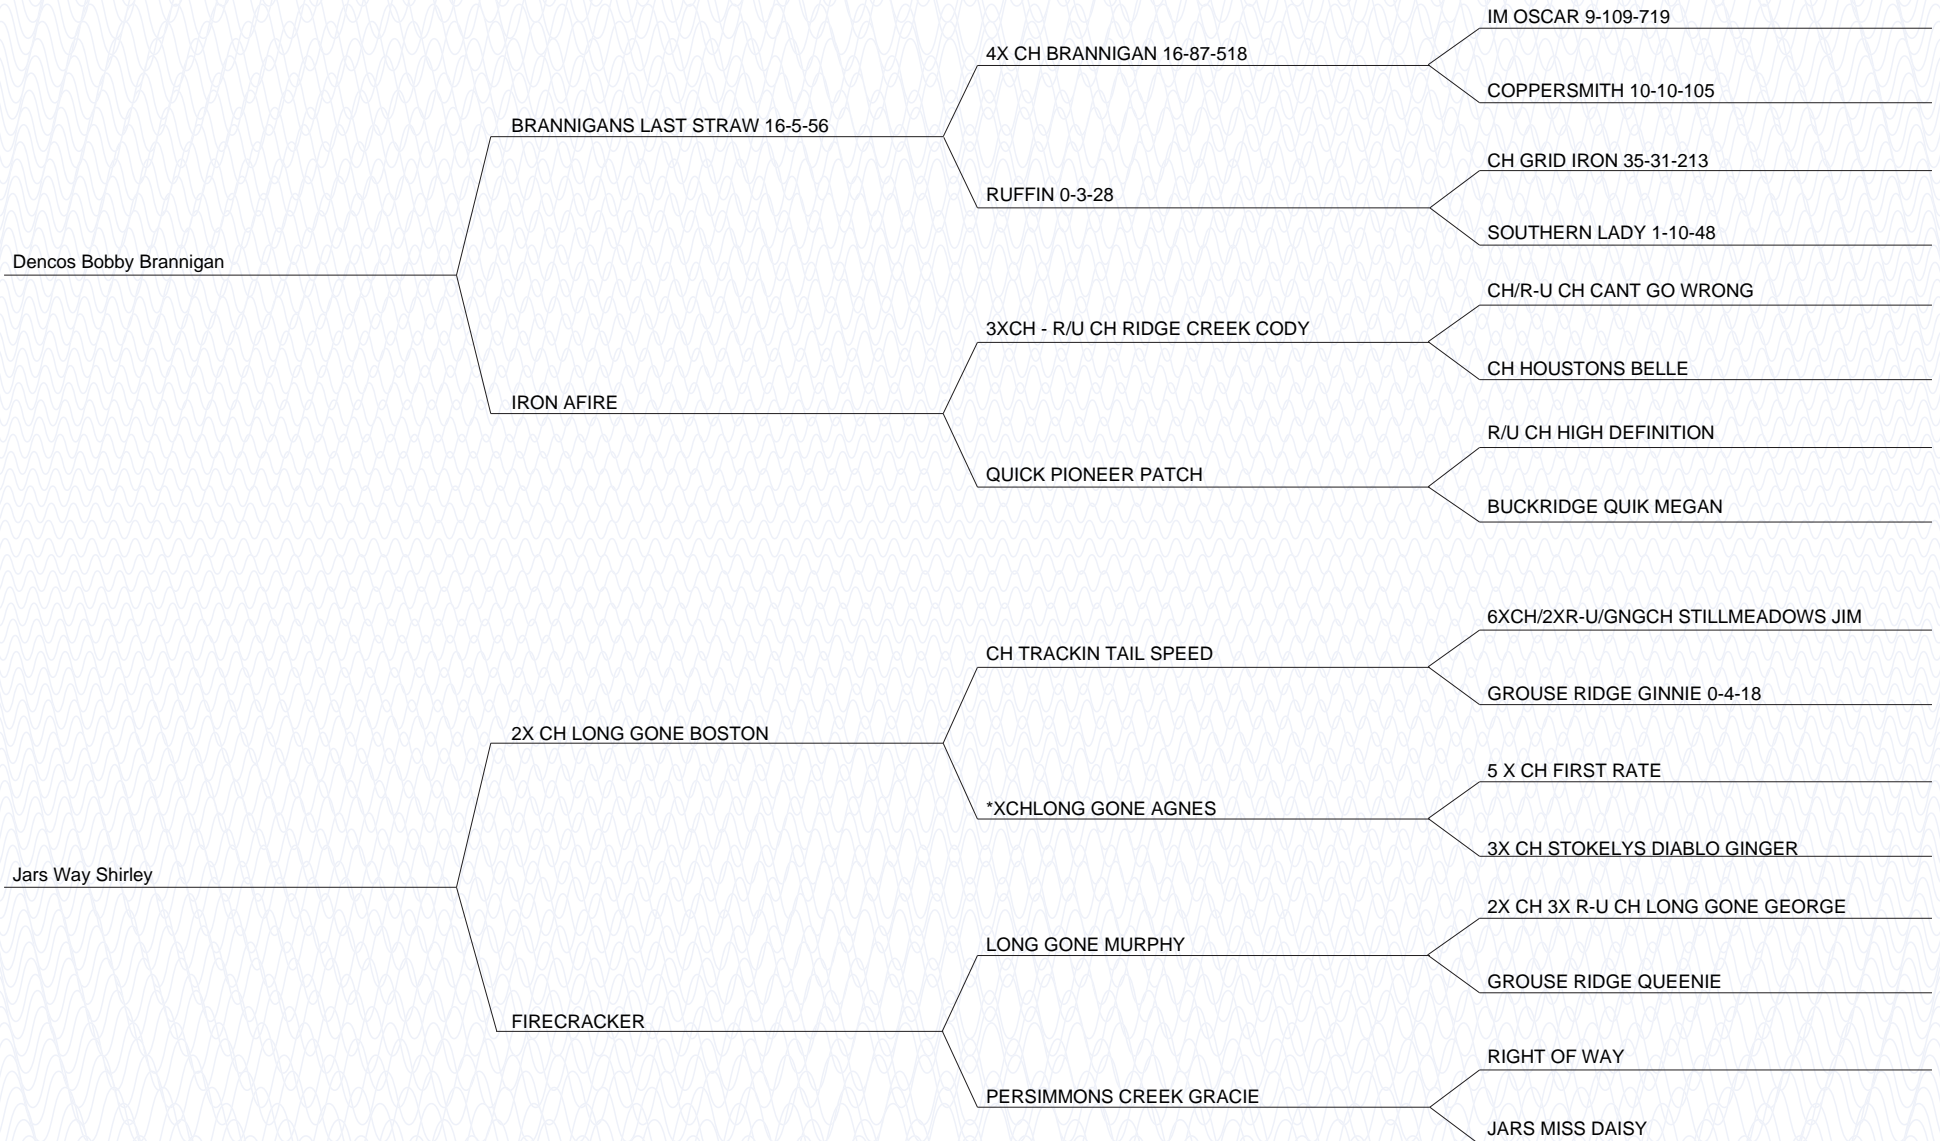 IM OSCAR 9-109-719
4X CH BRANNIGAN 16-87-518
COPPERSMITH 10-10-105
BRANNIGANS LAST STRAW 16-5-56
CH GRID IRON 35-31-213
RUFFIN 0-3-28
SOUTHERN LADY 1-10-48
Dencos Bobby Brannigan
CH/R-U CH CANT GO WRONG
3XCH - R/U CH RIDGE CREEK CODY
CH HOUSTONS BELLE
IRON AFIRE
R/U CH HIGH DEFINITION
QUICK PIONEER PATCH
BUCKRIDGE QUIK MEGAN
6XCH/2XR-U/GNGCH STILLMEADOWS JIM
CH TRACKIN TAIL SPEED
GROUSE RIDGE GINNIE 0-4-18
2X CH LONG GONE BOSTON
5 X CH FIRST RATE
*XCHLONG GONE AGNES
3X CH STOKELYS DIABLO GINGER
Jars Way Shirley
2X CH 3X R-U CH LONG GONE GEORGE
LONG GONE MURPHY
GROUSE RIDGE QUEENIE
FIRECRACKER
RIGHT OF WAY
PERSIMMONS CREEK GRACIE
JARS MISS DAISY